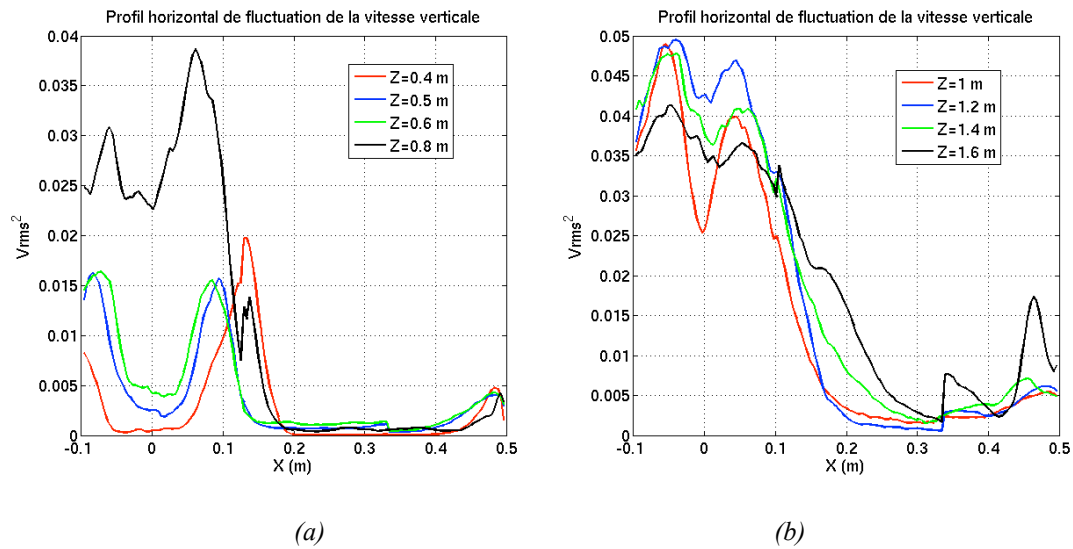 Profil horizontal de fluctuation de la vitesse verticale
0.04
0.035
0.03
0.025
0.02
0.015
0.01
0.005
0
Vrms²
-0.1
0
0.1
0.2
0.3
0.4
0.5
X (m)
Z=0.4 m
Z=0.5 m
Z=0.6 m
Z=0.8 m
(a)
Profil horizontal de fluctuation de la vitesse verticale
0.05
0.045
0.04
0.035
0.03
0.025
0.02
0.015
0.01
0.005
0
Vrms²
-0.1
0
0.1
0.2
0.3
0.4
0.5
X (m)
Z=1 m
Z=1.2 m
Z=1.4 m
Z=1.6 m
(b)